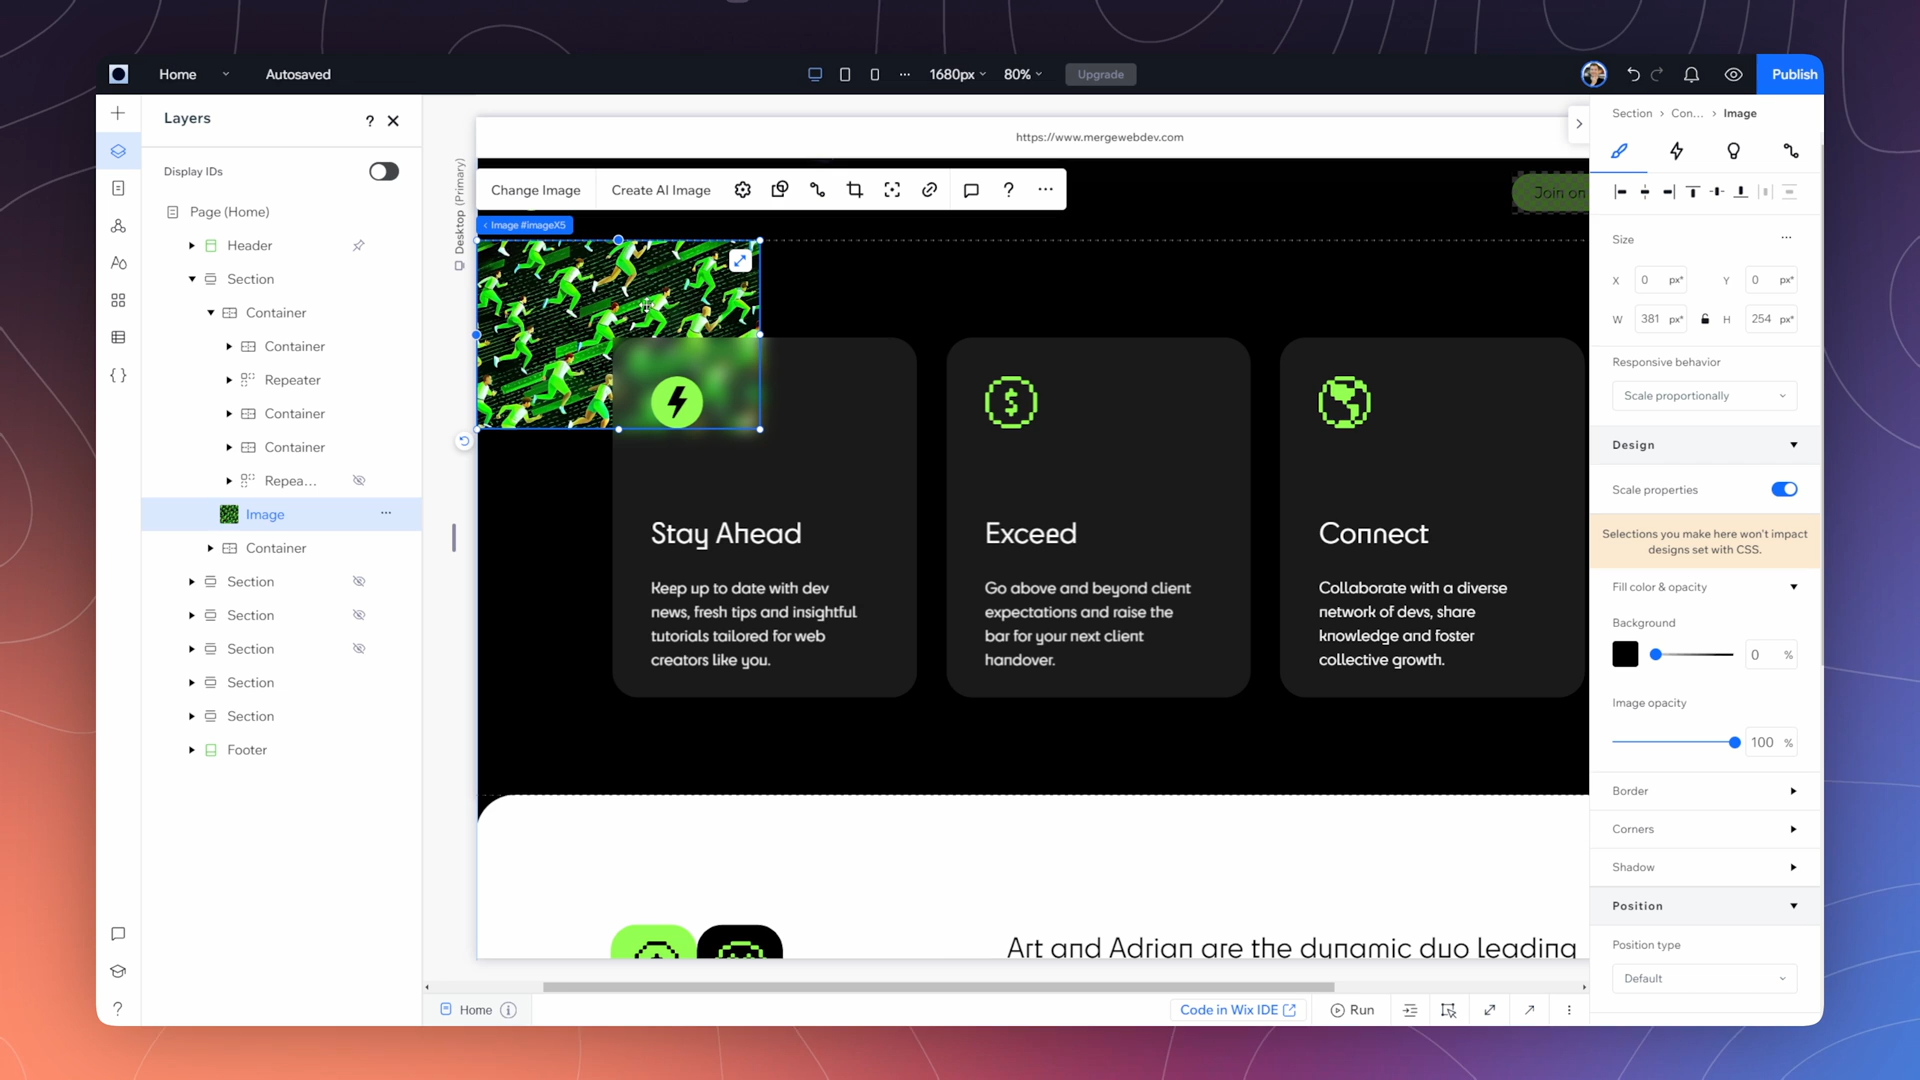 Home
Autosaved
1680px
80%
Upgrade
Publish
Layers
?
Display IDs
Page (Home)
Header
Section
Container
Container
Repeater
Container
Container
Repea...
Image
Container
Section
Section
Section
Section
Section
Footer
?
Desktop (Primary)
https://www.mergewebdev.com
Change Image
Create AI Image
?
Join on
< Image #imageX5
Stay Ahead
Keep up to date with dev
news, fresh tips and insightful
tutorials tailored for web
creators like you.
Exceed
Go above and beyond client
expectations and raise the
bar for your next client
handover.
Connect
Collaborate with a diverse
network of devs, share
knowledge and foster
collective growth.
Art and Adrian are the dynamic duo leading
Home
Code in Wix IDE
Run
Section > Con... > Image
Size
X 0 px* Y 0 px*
W 381 px* H 254 px*
Responsive behavior
Scale proportionally
Design
Scale properties
Selections you make here won't impact
designs set with CSS.
Fill color & opacity
Background
0 %
Image opacity
100 %
Border
Corners
Shadow
Position
Position type
Default